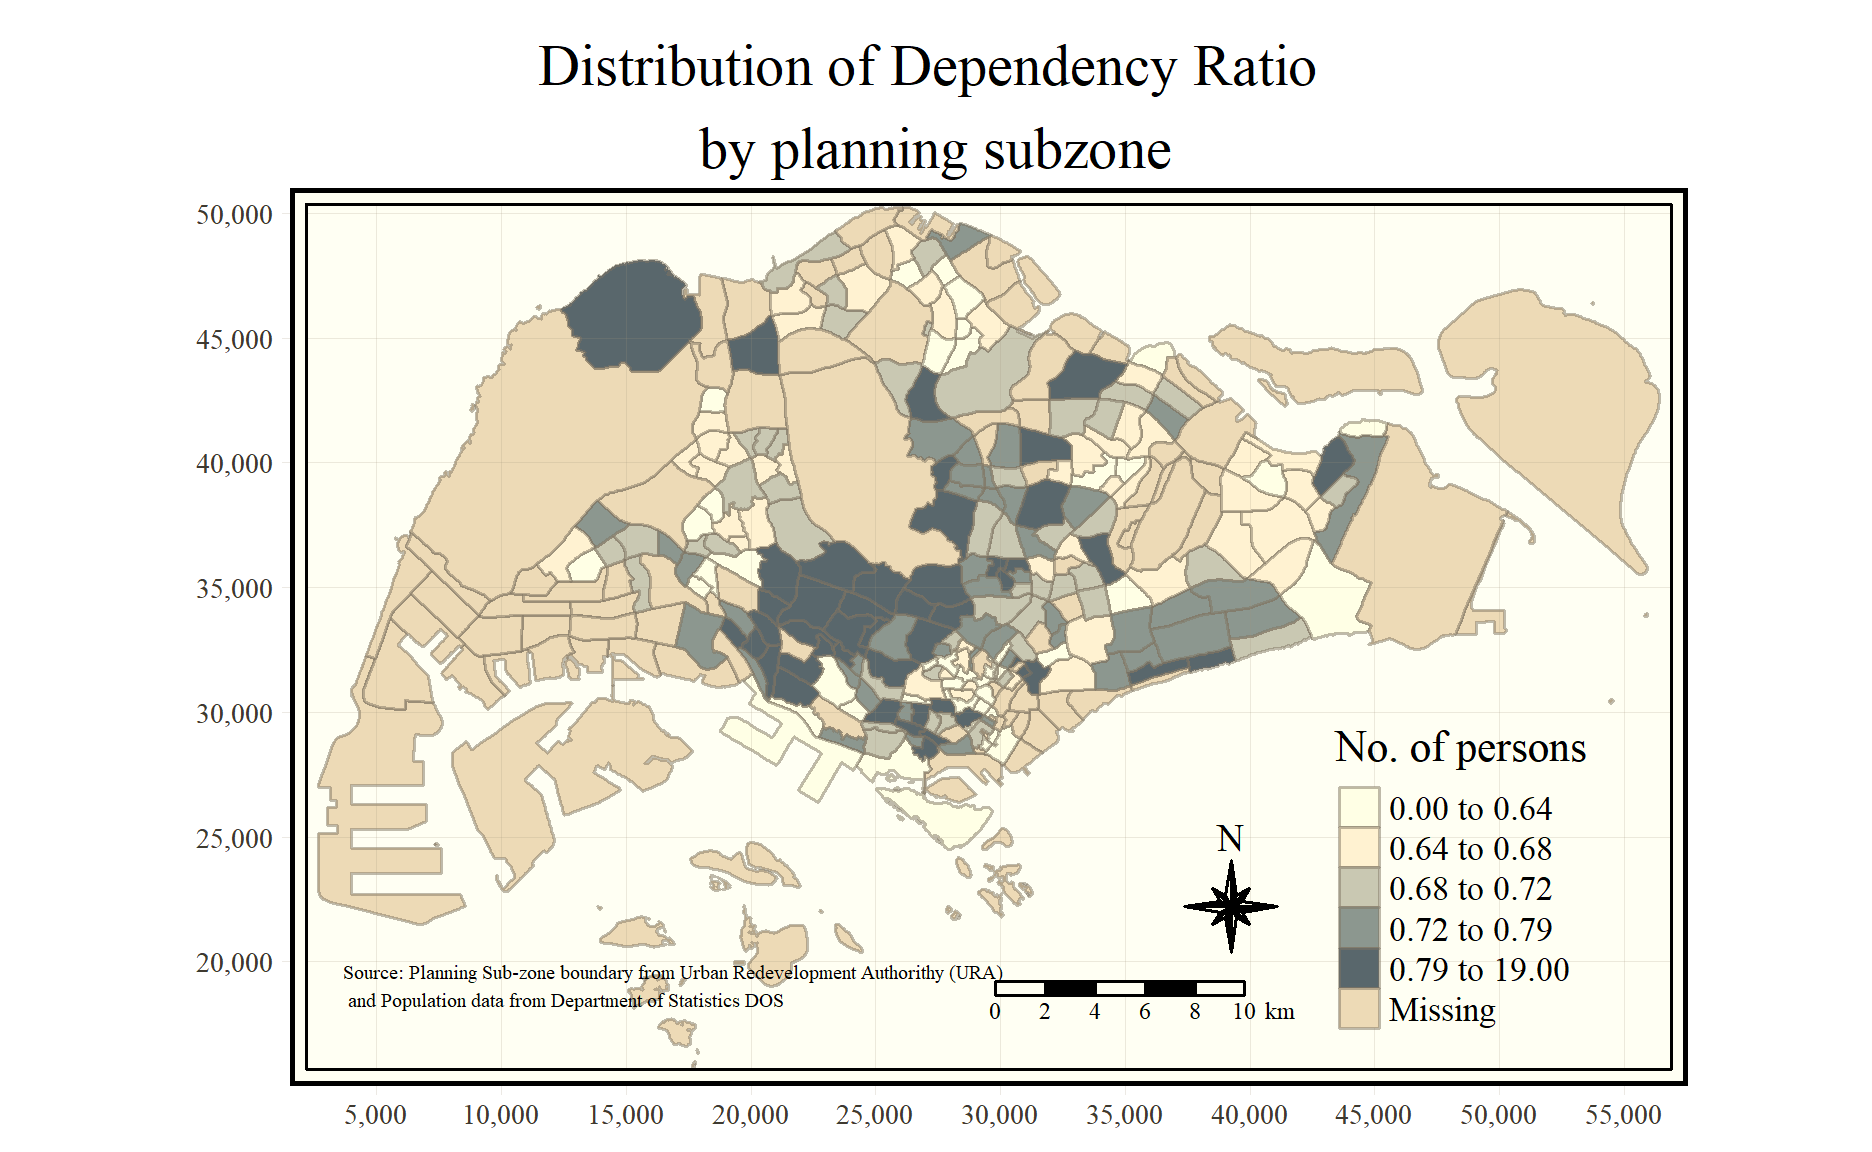 Distribution of Dependency Ratio
by planning subzone
50,000
45,000
40,000
35,000
30,000
25,000
20,000
No. of persons
0.00 to 0.64
0.64 to 0.68
0.68 to 0.72
0.72 to 0.79
0.79 to 19.00
Missing
N
Source: Planning Sub-zone boundary from Urban Redevelopment Authorithy (URA)
and Population data from Department of Statistics DOS
0 2 4 6 8 10 km
5,000 10,000 15,000 20,000 25,000 30,000 35,000 40,000 45,000 50,000 55,000